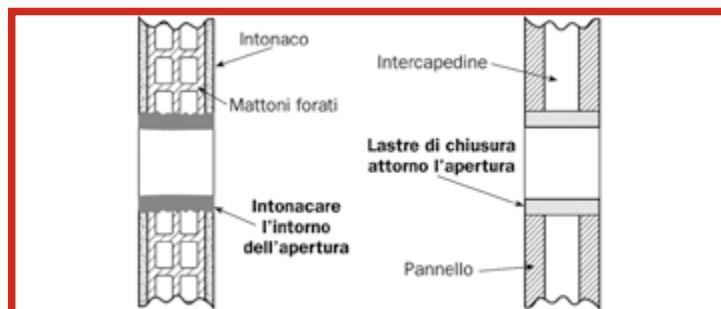 Intonaco
Mattoni forati
Intonacare
l'intorno
dell'apertura
Intercapedine
Lastre di chiusura
attorno l'apertura
Pannello